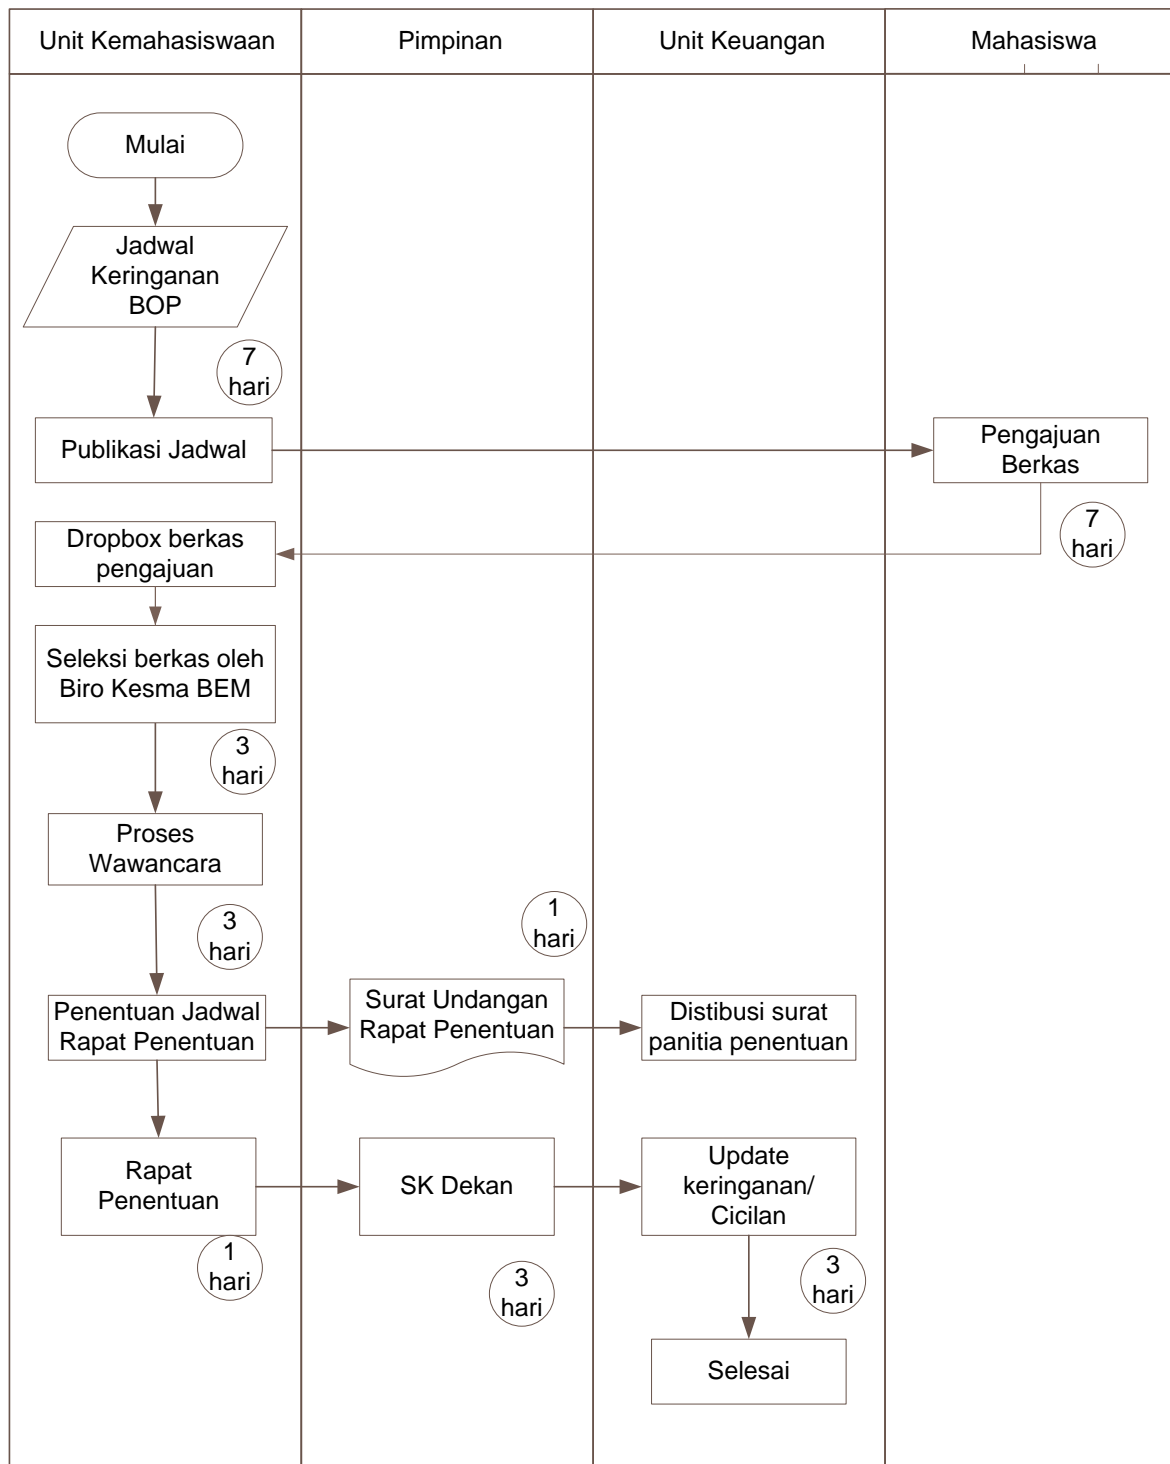 Unit Kemahasiswaan
Pimpinan
Unit Keuangan
Mahasiswa
Mulai
Jadwal
Keringanan
BOP
7
hari
Publikasi Jadwal
Pengajuan
Berkas
7
hari
Dropbox berkas
pengajuan
Seleksi berkas oleh
Biro Kesma BEM
3
hari
Proses
Wawancara
3
hari
1
hari
Penentuan Jadwal
Rapat Penentuan
Surat Undangan
Rapat Penentuan
Distibusi surat
panitia penentuan
Rapat
Penentuan
1
hari
SK Dekan
3
hari
Update
keringanan/
Cicilan
3
hari
Selesai